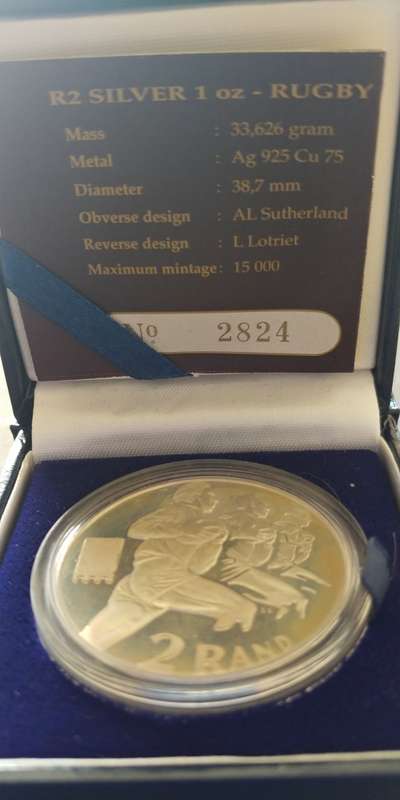 R2 SILVER 1 oz - RUGBY
Mass : 33,626 gram
Metal : Ag 925 Cu 75
Diameter : 38,7 mm
Obverse design : AL Sutherland
Reverse design : L Lotriet
Maximum mintage : 15 000
No 2824
2 RAND